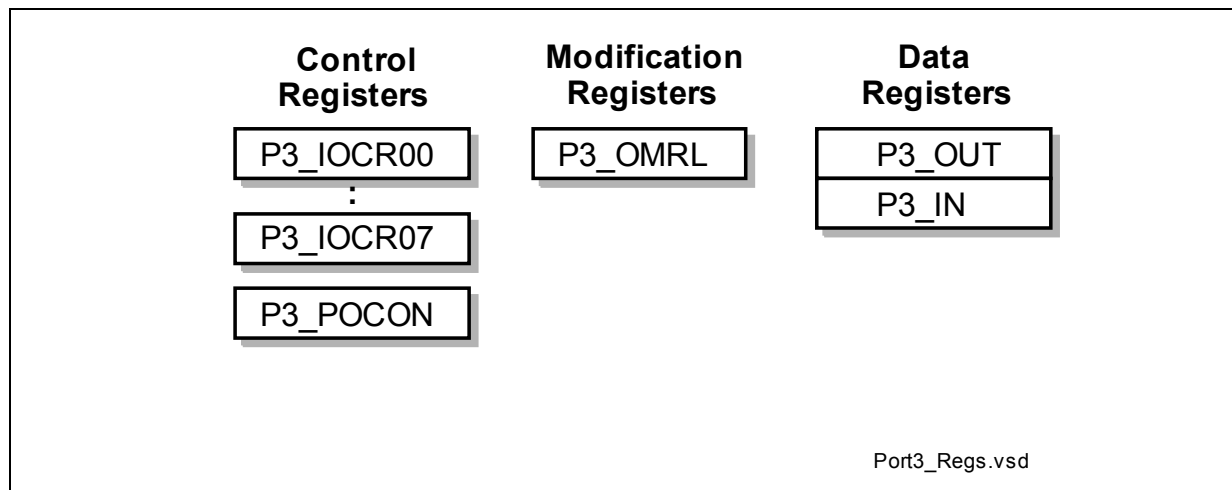 Control
Registers
P3_IOCR00
:
P3_IOCR07
P3_POCON
Modification
Registers
P3_OMRL
Data
Registers
P3_OUT
P3_IN
Port3_Regs.vsd